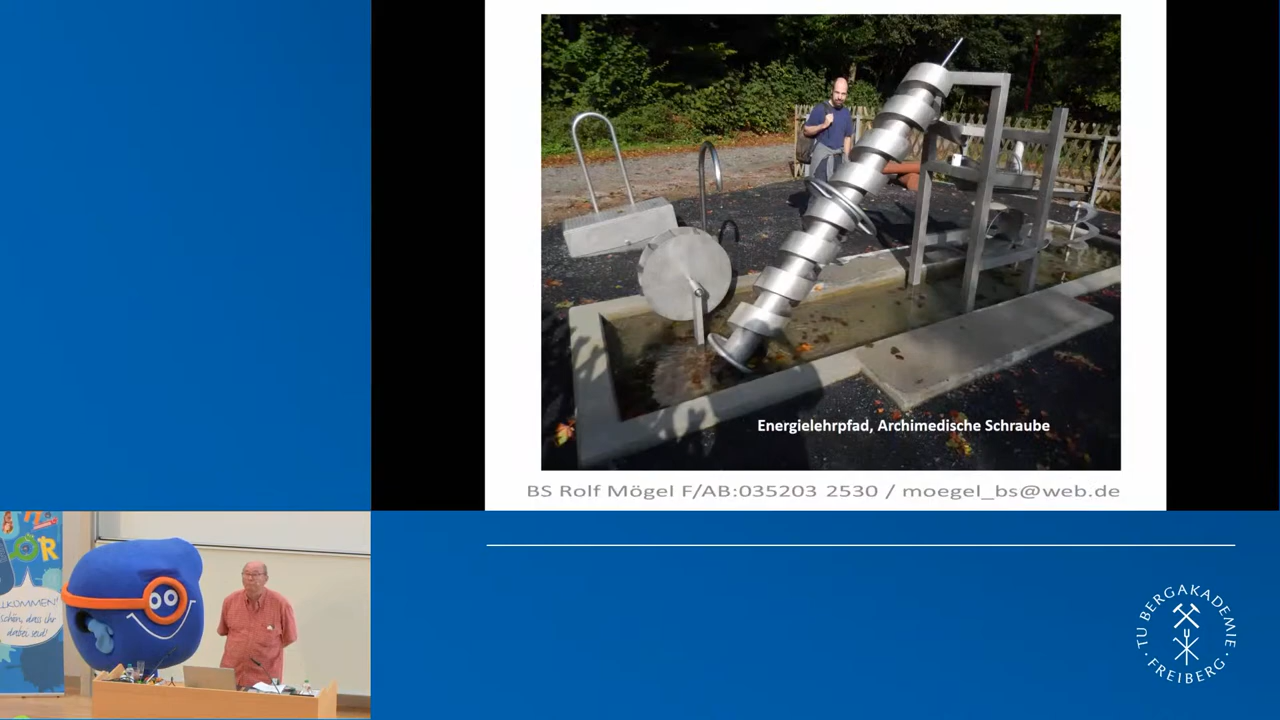 Energielehrpfad, Archimedische Schraube
BS Rolf Mögel F/AB:035203 2530 / moegel_bs@web.de
ÖR
schön, dass ihr
dabei seid!
TU BERGAKADEMIE
· FREIBERG ·